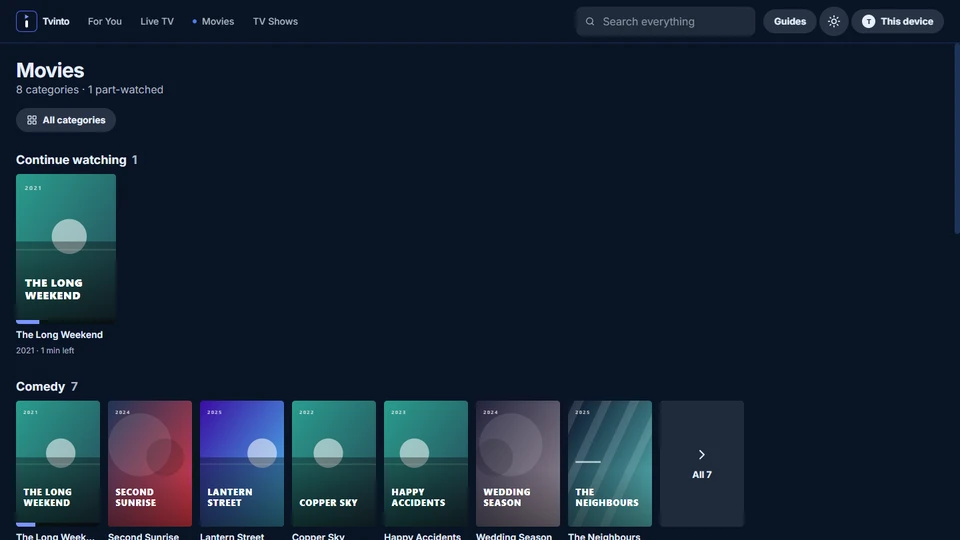 Tvinto
For You
Live TV
Movies
TV Shows
Search everything
Guides
T
This device
Movies
8 categories · 1 part-watched
All categories
Continue watching 1
2021
THE LONG
WEEKEND
The Long Weekend
2021 · 1 min left
Comedy 7
2021
THE LONG
WEEKEND
2024
SECOND
SUNRISE
2025
LANTERN
STREET
2022
COPPER SKY
2023
HAPPY
ACCIDENTS
2024
WEDDING
SEASON
2025
THE
NEIGHBOURS
All 7
The Long Week...
Second Sunrise
Lantern Street
Copper Sky
Happy Accidents
Wedding Season
The Neighbours